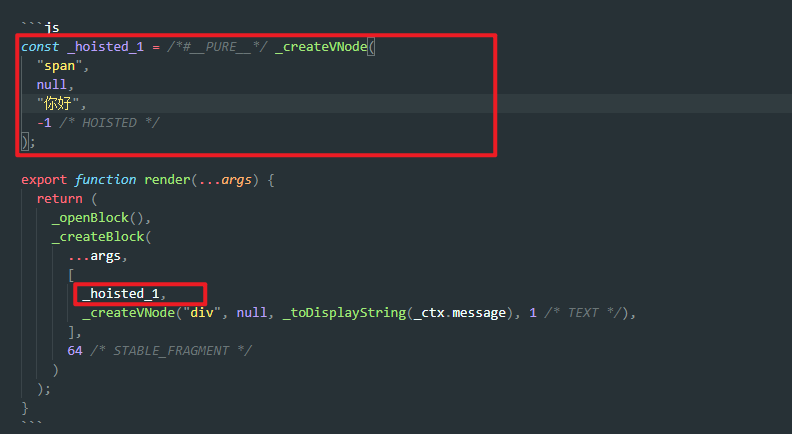 ```js
const _hoisted_1 = /*#__PURE__*/ _createVNode(
  "span",
  null,
  "你好",
  -1 /* HOISTED */
);
export function render(...args) {
  return (
    _openBlock(),
    _createBlock(
      ...args,
      [
        _hoisted_1,
        _createVNode("div", null, _toDisplayString(_ctx.message), 1 /* TEXT */),
      ],
      64 /* STABLE_FRAGMENT */
    )
  );
}
```